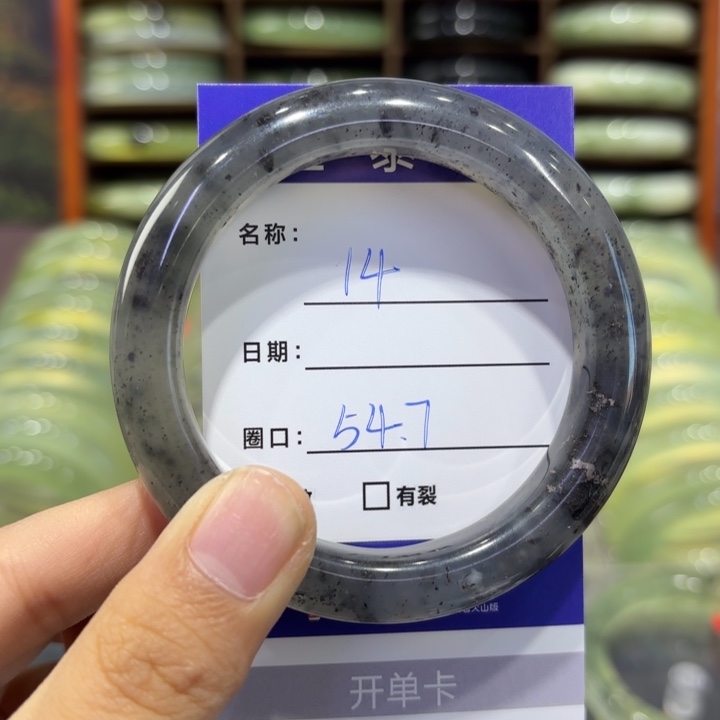 名称： 14
日期：
圈口： 54.7
有裂
开单卡